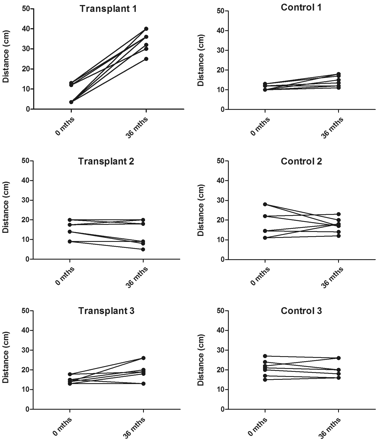 Transplant 1
Distance (cm)
50
40
30
20
10
0
0 mths
36 mths
Control 1
Distance (cm)
50
40
30
20
10
0
0 mths
36 mths
Transplant 2
Distance (cm)
50
40
30
20
10
0
0 mths
36 mths
Control 2
Distance (cm)
50
40
30
20
10
0
0 mths
36 mths
Transplant 3
Distance (cm)
50
40
30
20
10
0
0 mths
36 mths
Control 3
Distance (cm)
50
40
30
20
10
0
0 mths
36 mths